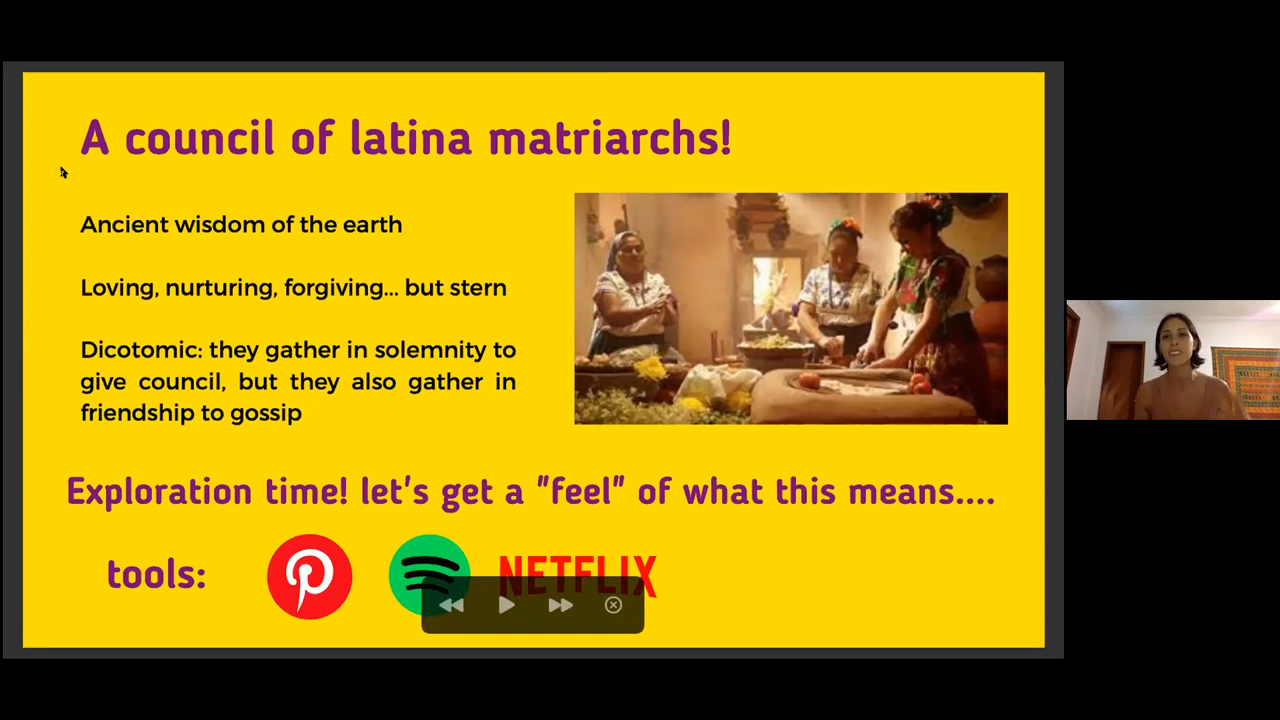 A council of latina matriarchs!
Ancient wisdom of the earth
Loving, nurturing, forgiving... but stern
Dicotomic: they gather in solemnity to
give council, but they also gather in
friendship to gossip
Exploration time! let's get a "feel" of what this means....
tools:
NETFLIX